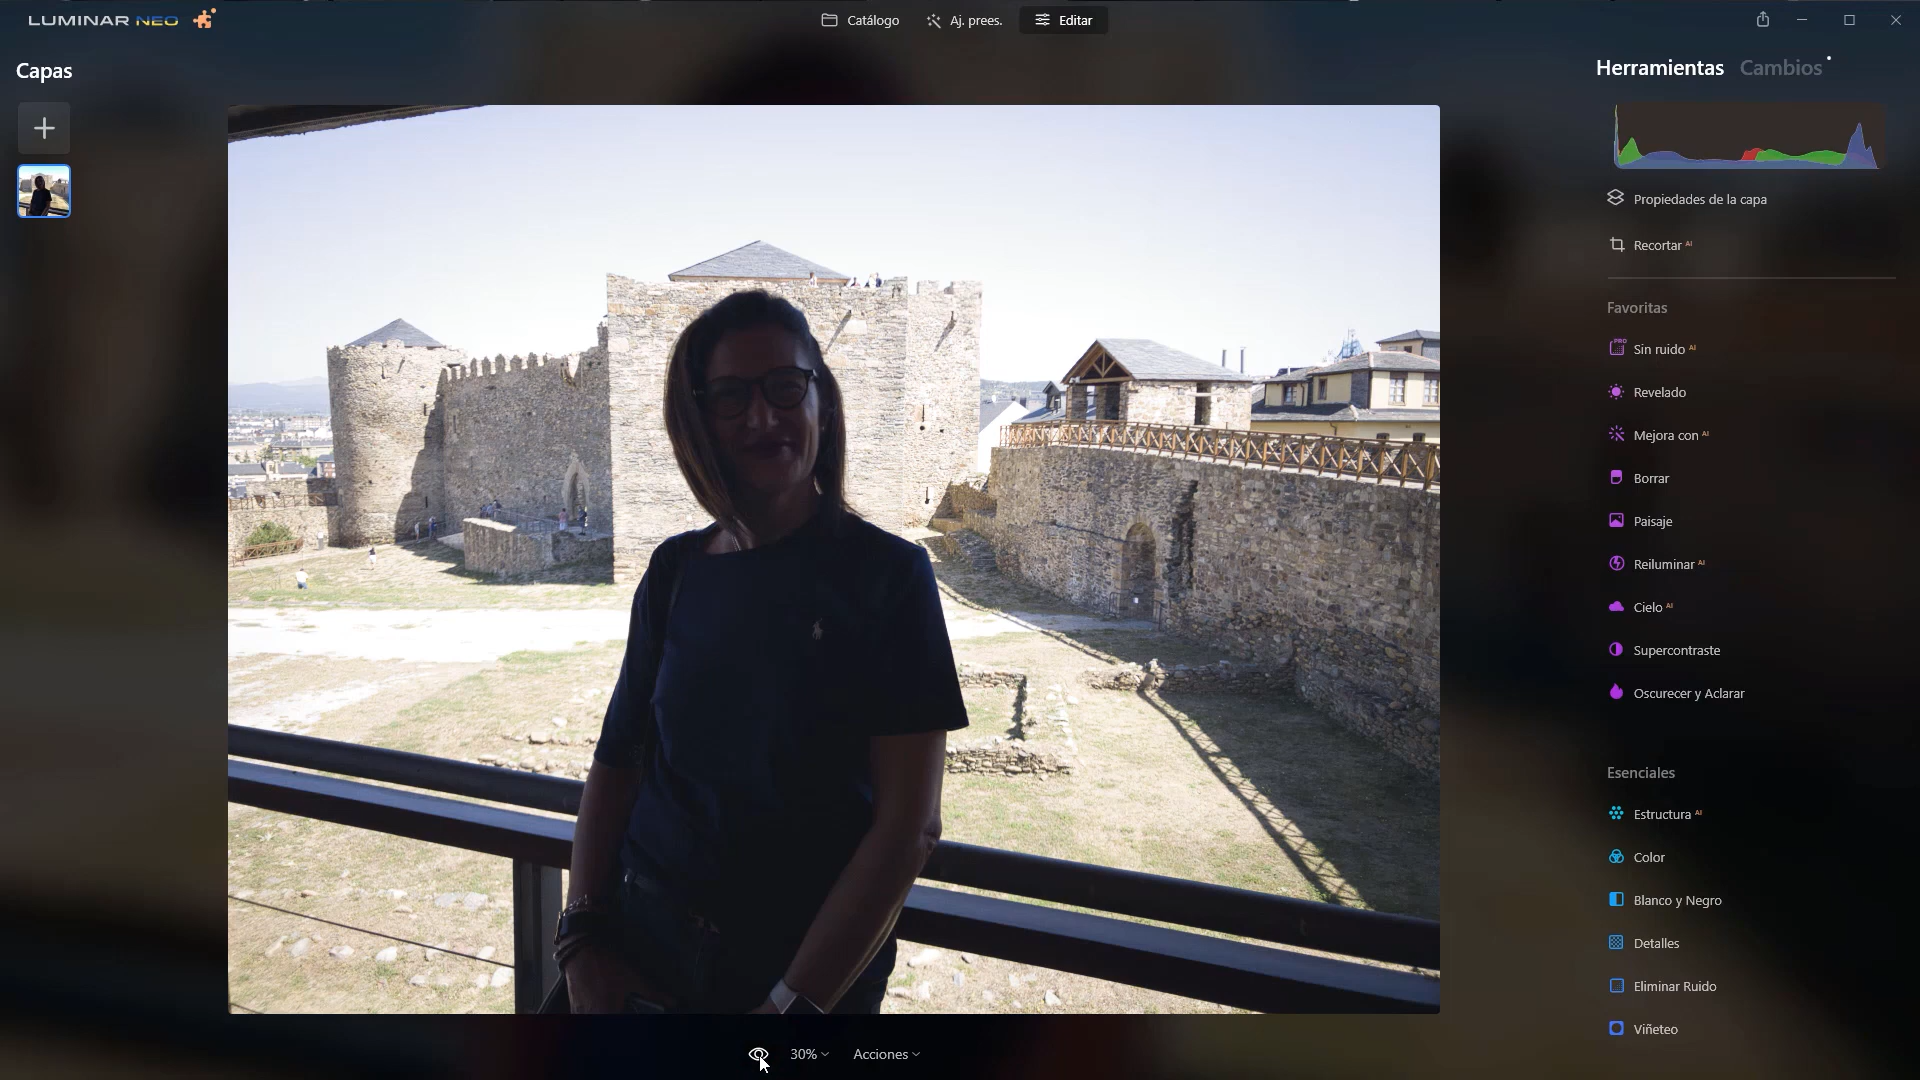 LUMINAR NEO
Catálogo
Aj. prees.
Editar
Capas
Herramientas Cambios
Propiedades de la capa
Recortar AI
Favoritas
Sin ruido AI
Revelado
Mejora con AI
Borrar
Paisaje
Reiluminar AI
Cielo AI
Supercontraste
Oscurecer y Aclarar
Esenciales
Estructura AI
Color
Blanco y Negro
Detalles
Eliminar Ruido
Viñeteo
30% Acciones